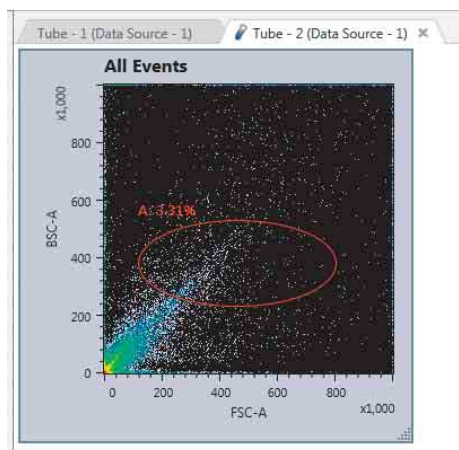 Tube - 1 (Data Source - 1)
Tube - 2 (Data Source - 1)
All Events
x1,000
800
600
400
200
0
BSC-A
A: 3.31%
0 200 400 600 800
FSC-A
x1,000